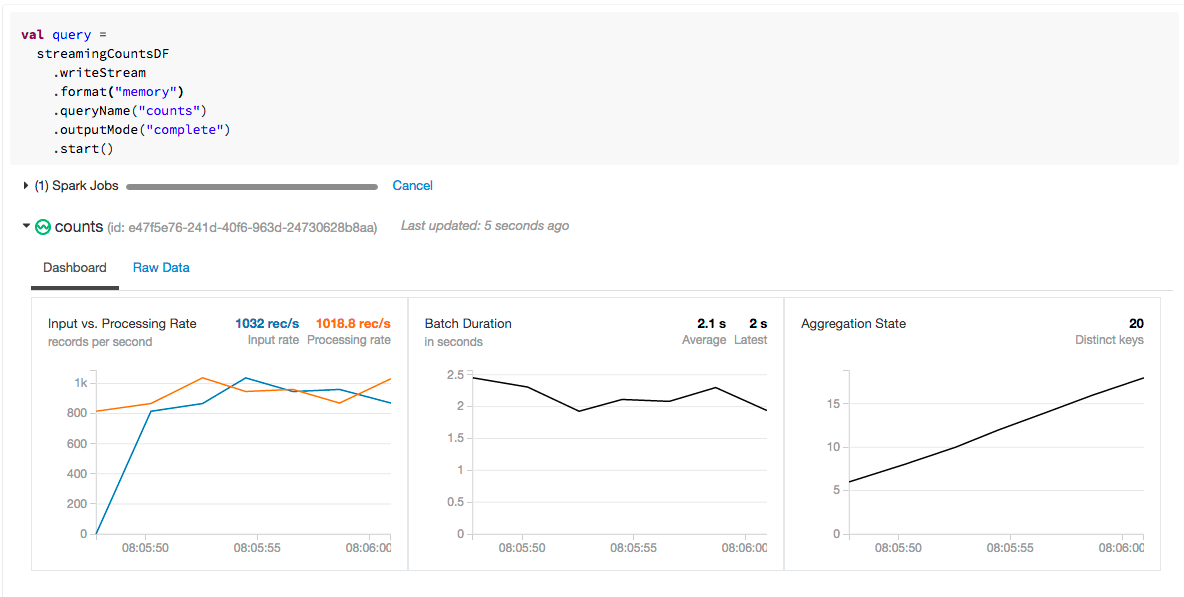 val query =
streamingCountsDF
.writeStream
.format("memory")
.queryName("counts")
.outputMode("complete")
.start()
(1) Spark Jobs Cancel
counts (id: e47f5e76-241d-40f6-963d-24730628b8aa) Last updated: 5 seconds ago
Dashboard Raw Data
Input vs. Processing Rate 1032 rec/s 1018.8 rec/s
records per second Input rate Processing rate
1k
800
600
400
200
0
08:05:50 08:05:55 08:06:00
Batch Duration 2.1 s 2 s
in seconds Average Latest
2.5
2
1.5
1
0.5
0
08:05:50 08:05:55 08:06:00
Aggregation State 20
Distinct keys
15
10
5
0
08:05:50 08:05:55 08:06:00